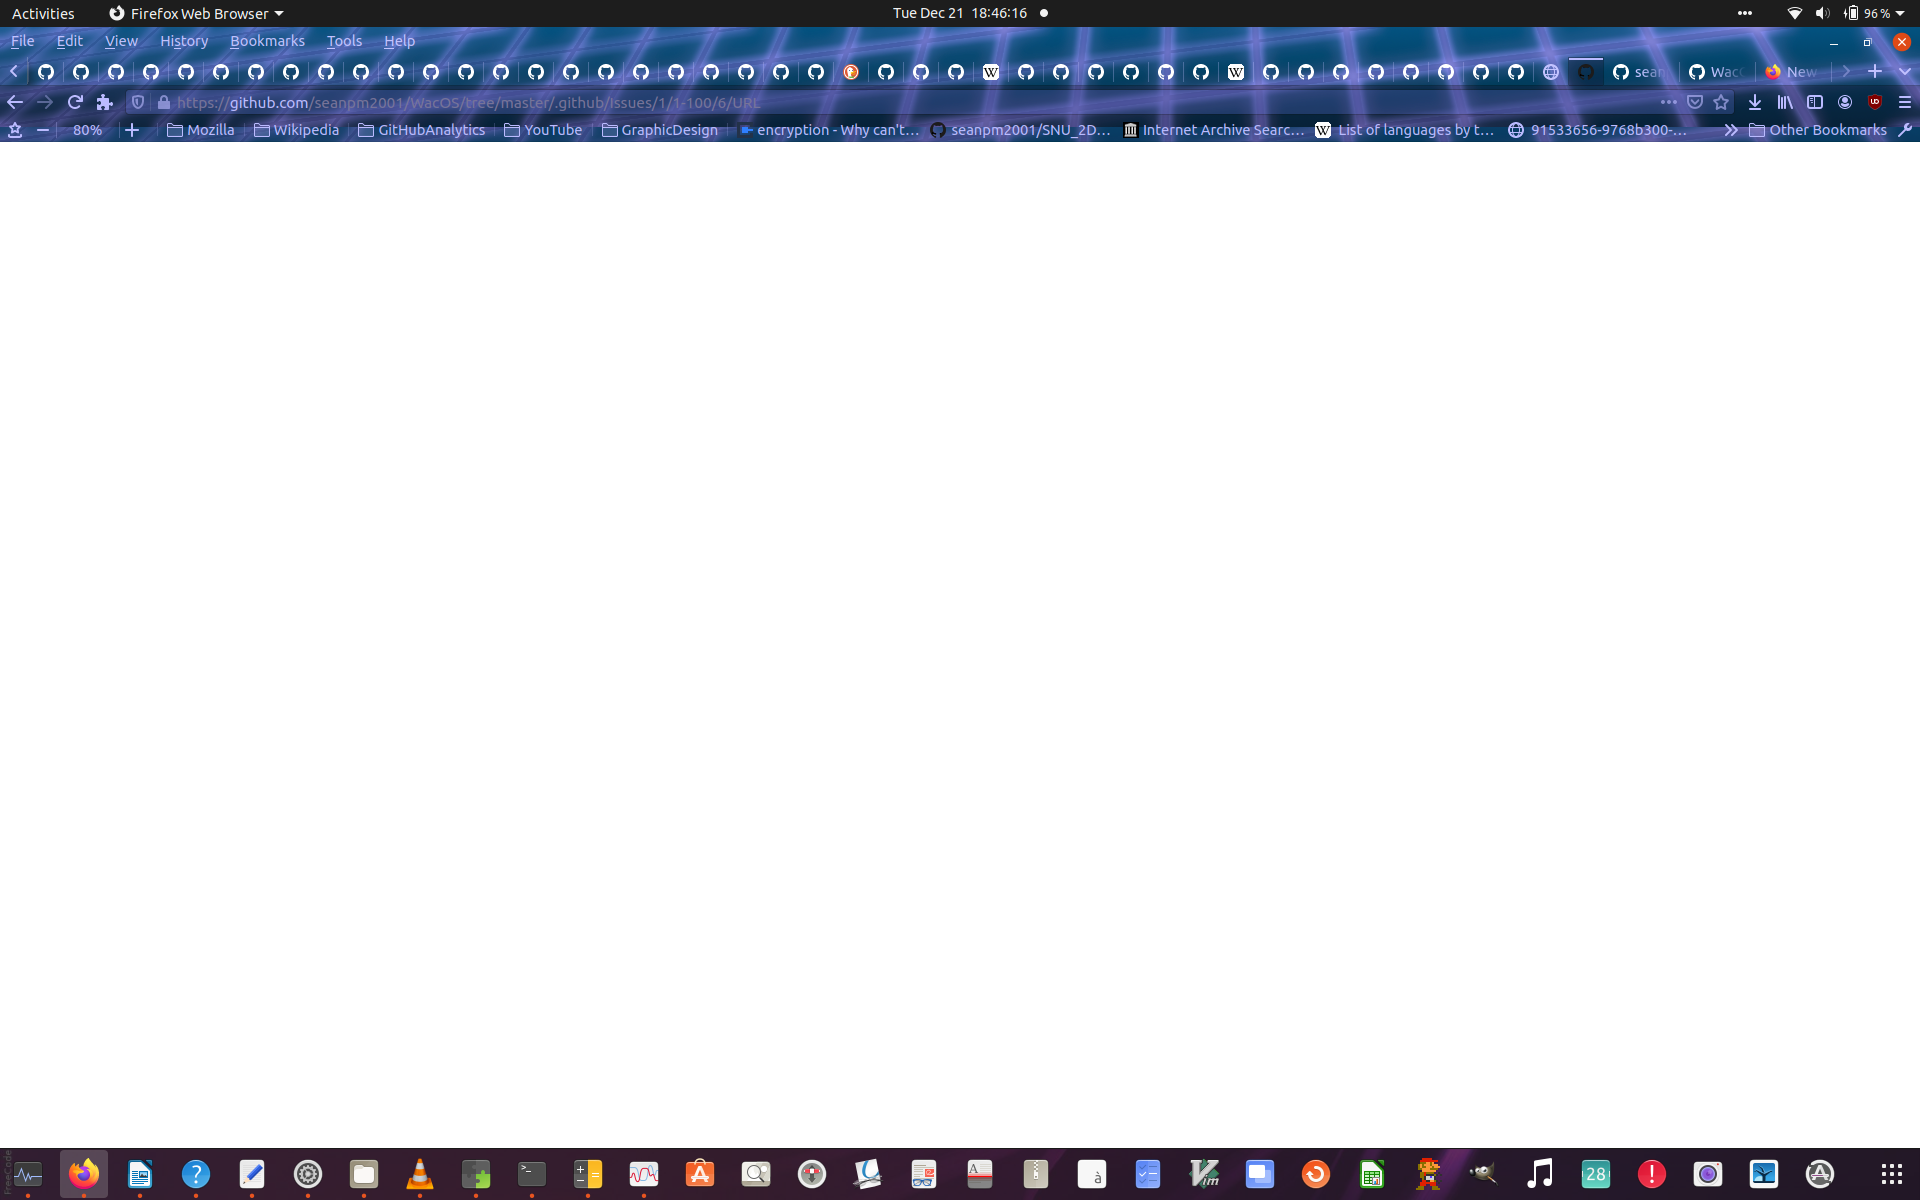 Activities Firefox Web Browser Tue Dec 21 18:46:16 96 %
File Edit View History Bookmarks Tools Help
W W sean WacO New
https://github.com/seanpm2001/WacOS/tree/master/.github/Issues/1/1-100/6/URL
80% Mozilla Wikipedia GitHubAnalytics YouTube GraphicDesign encryption - Why can't… seanpm2001/SNU_2D… Internet Archive Searc… W List of languages by t… 91533656-9768b300-… Other Bookmarks
FreeCode ? >_ A à Vim 28 !